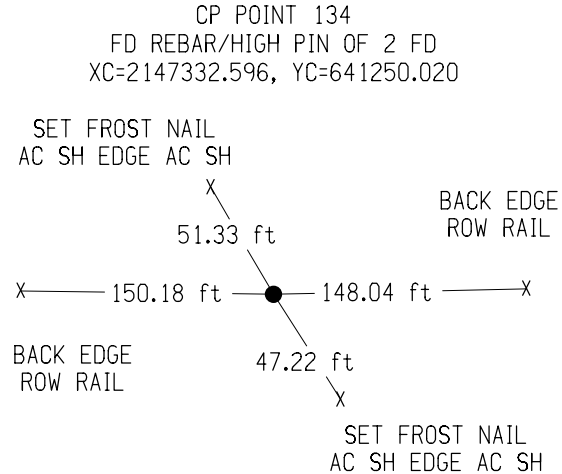 CP POINT 134
FD REBAR/HIGH PIN OF 2 FD
XC=2147332.596, YC=641250.020
SET FROST NAIL
AC SH EDGE AC SH
X
BACK EDGE
ROW RAIL
51.33 ft
X
150.18 ft
148.04 ft
X
BACK EDGE
ROW RAIL
47.22 ft
X
SET FROST NAIL
AC SH EDGE AC SH